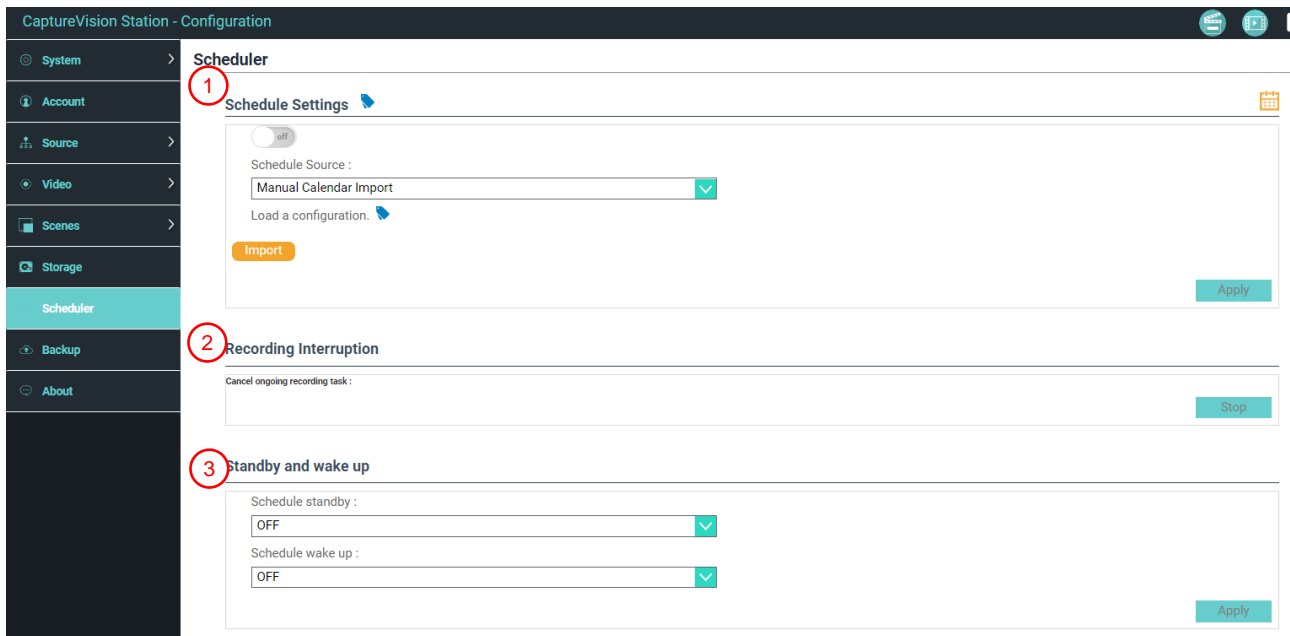 CaptureVision Station - Configuration
System
Account
Source
Video
Scenes
Storage
Scheduler
Backup
About
Scheduler
1
Schedule Settings
off
Schedule Source :
Manual Calendar Import
Load a configuration.
Import
Apply
2
Recording Interruption
Cancel ongoing recording task :
Stop
3
Standby and wake up
Schedule standby :
OFF
Schedule wake up :
OFF
Apply